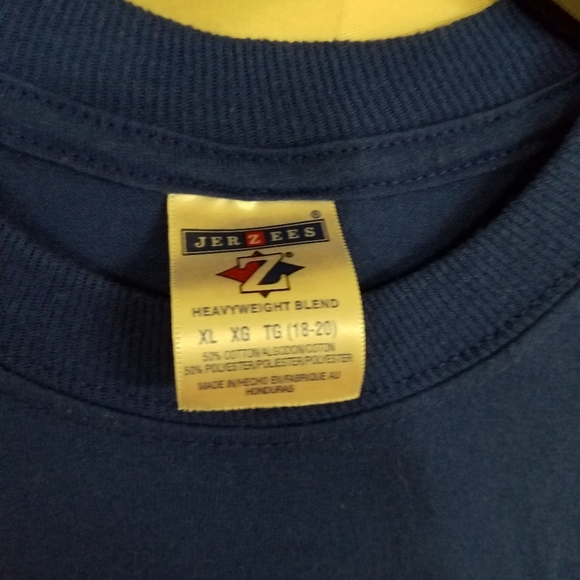 ®
JERZEES
Z®
HEAVYWEIGHT BLEND
XL XG TG (18-20)
50% COTTON/ALGODON/COTON
50% POLYESTER/POLIESTER/POLYESTER
MADE IN/HECHO EN/FABRIQUE AU
HONDURAS